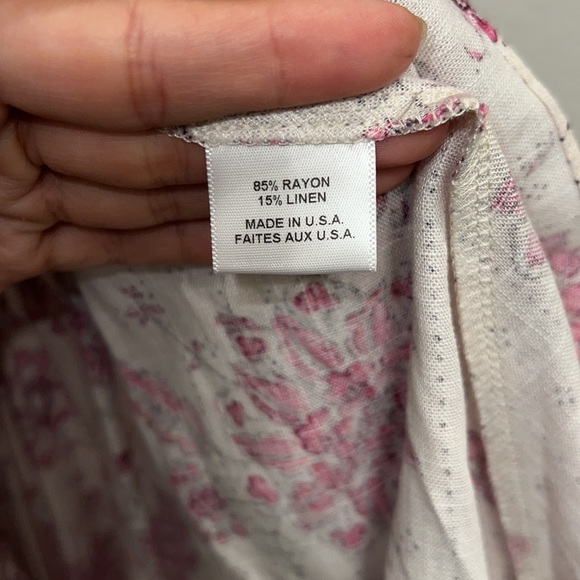 85% RAYON
15% LINEN
MADE IN U.S.A.
FAITES AUX U.S.A.